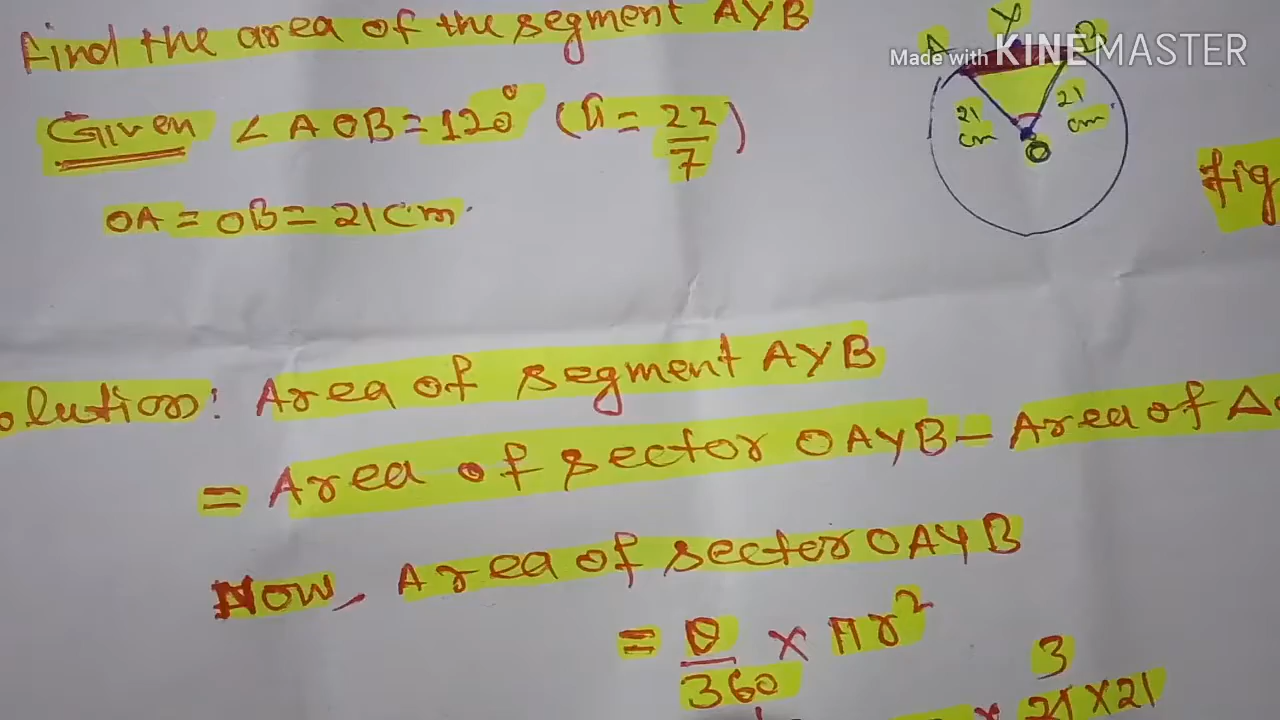 Find the area of the segment AYB
Given ∠AOB = 120° (π = 22/7)
OA = OB = 21 cm.
A Y B
21 cm 21 cm
O
fig
Made with KINEMASTER
olution: Area of segment AYB
= Area of sector OAYB - Area of Δ
Now, Area of sector OAYB
= θ/360 × πr²
3
× 21 × 21